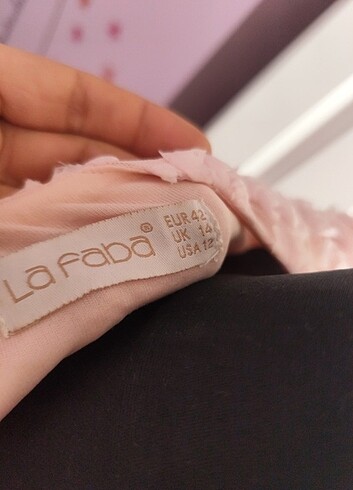 La Faba®
EUR 42
UK 14
USA 12